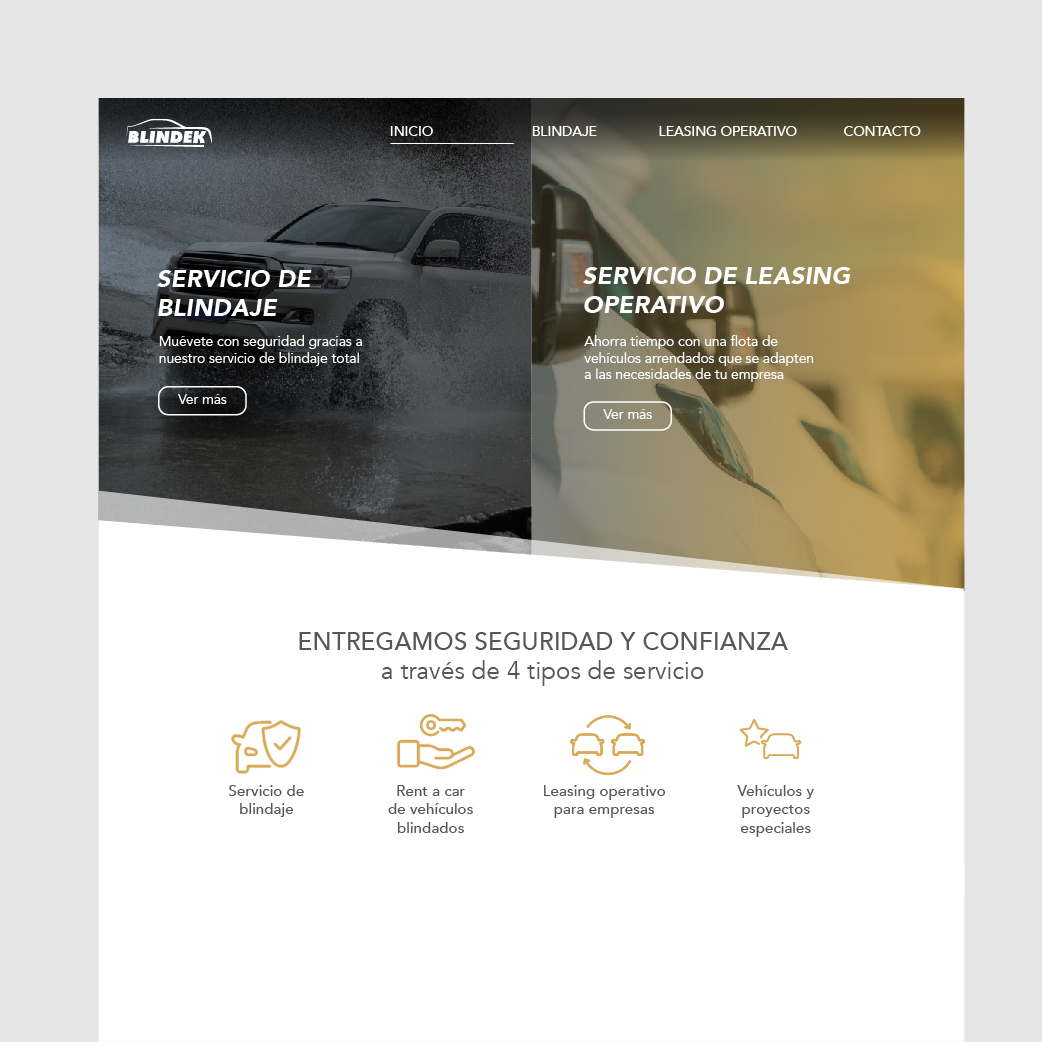 BLINDEK
INICIO
BLINDAJE
LEASING OPERATIVO
CONTACTO
SERVICIO DE
BLINDAJE
Muévete con seguridad gracias a
nuestro servicio de blindaje total
Ver más
SERVICIO DE LEASING
OPERATIVO
Ahorra tiempo con una flota de
vehículos arrendados que se adapten
a las necesidades de tu empresa
Ver más
ENTREGAMOS SEGURIDAD Y CONFIANZA
a través de 4 tipos de servicio
Servicio de
blindaje
Rent a car
de vehículos
blindados
Leasing operativo
para empresas
Vehículos y
proyectos
especiales